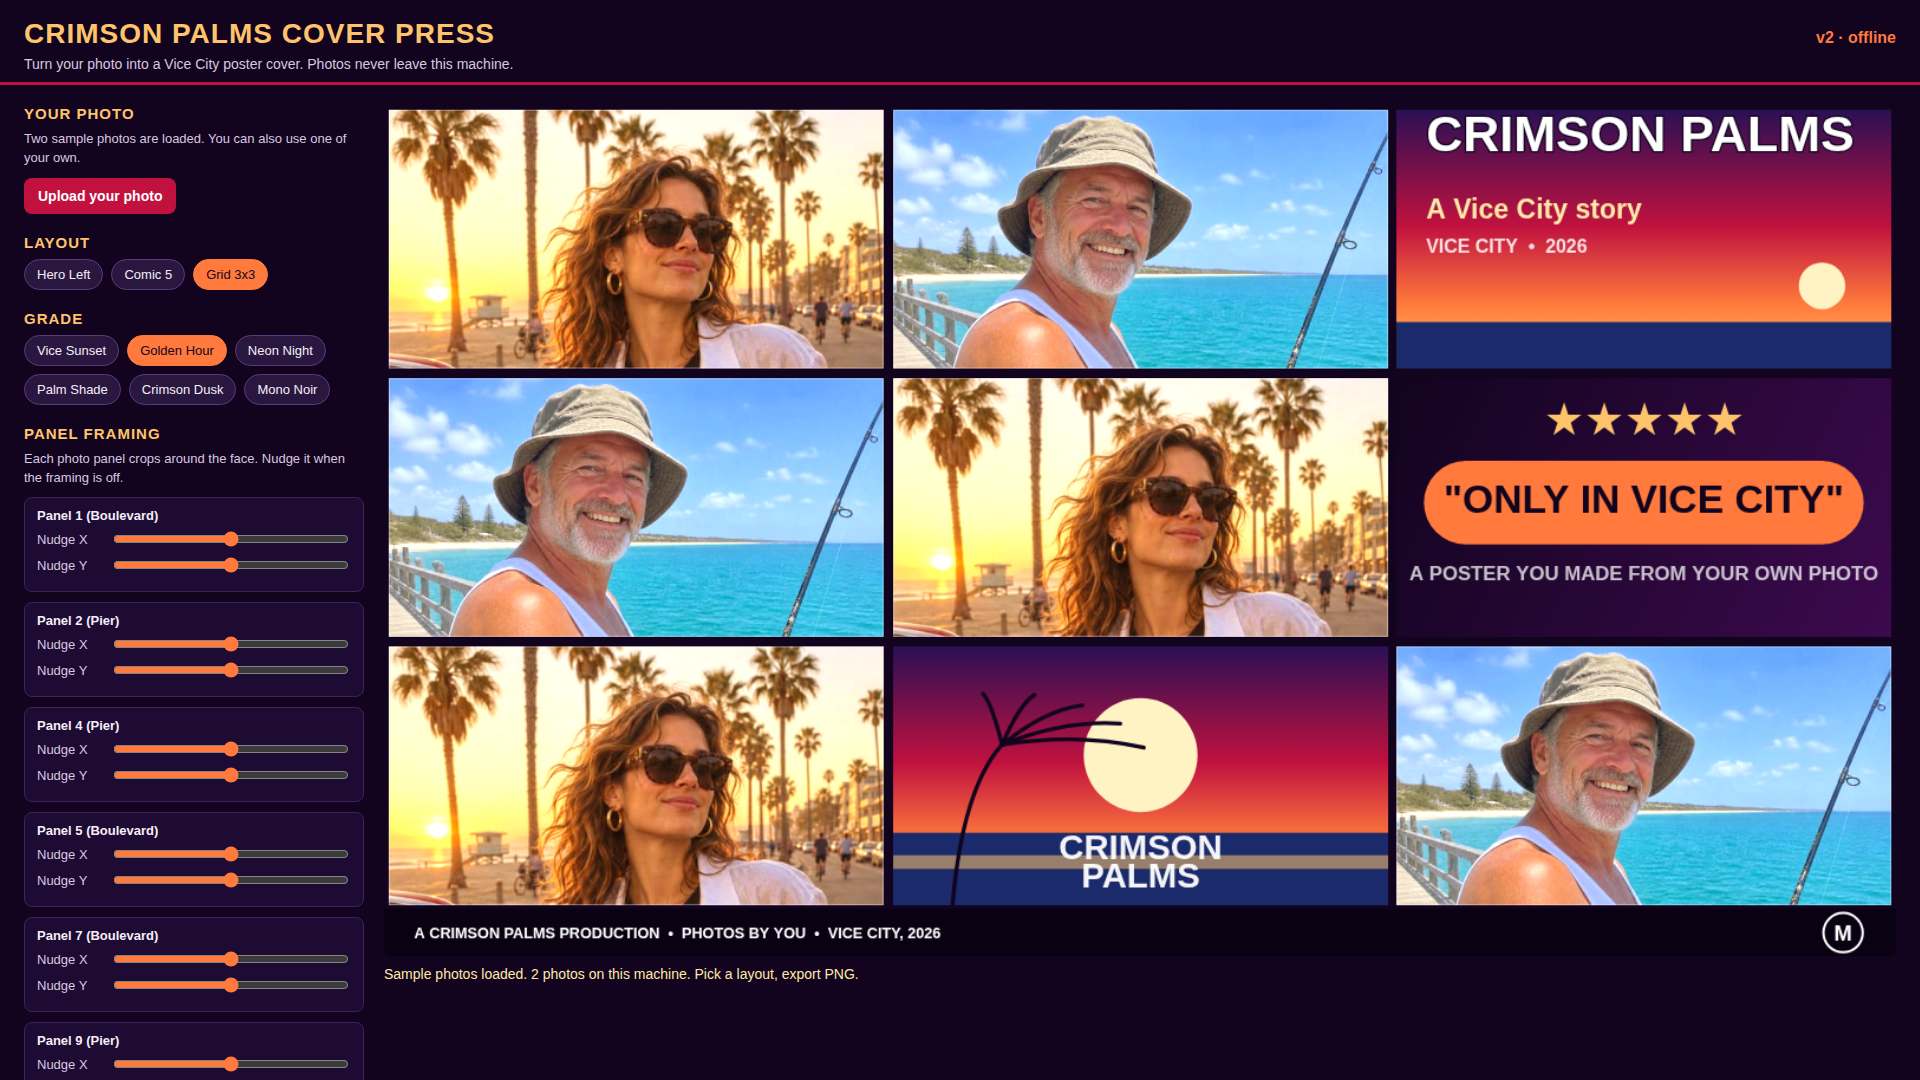 CRIMSON PALMS COVER PRESS
Turn your photo into a Vice City poster cover. Photos never leave this machine.
v2 · offline
YOUR PHOTO
Two sample photos are loaded. You can also use one of
your own.
Upload your photo
LAYOUT
Hero Left
Comic 5
Grid 3x3
GRADE
Vice Sunset
Golden Hour
Neon Night
Palm Shade
Crimson Dusk
Mono Noir
PANEL FRAMING
Each photo panel crops around the face. Nudge it when
the framing is off.
Panel 1 (Boulevard)
Nudge X
Nudge Y
Panel 2 (Pier)
Nudge X
Nudge Y
Panel 4 (Pier)
Nudge X
Nudge Y
Panel 5 (Boulevard)
Nudge X
Nudge Y
Panel 7 (Boulevard)
Nudge X
Nudge Y
Panel 9 (Pier)
Nudge X
CRIMSON PALMS
A Vice City story
VICE CITY • 2026
★★★★★
"ONLY IN VICE CITY"
A POSTER YOU MADE FROM YOUR OWN PHOTO
CRIMSON
PALMS
A CRIMSON PALMS PRODUCTION • PHOTOS BY YOU • VICE CITY, 2026
M
Sample photos loaded. 2 photos on this machine. Pick a layout, export PNG.